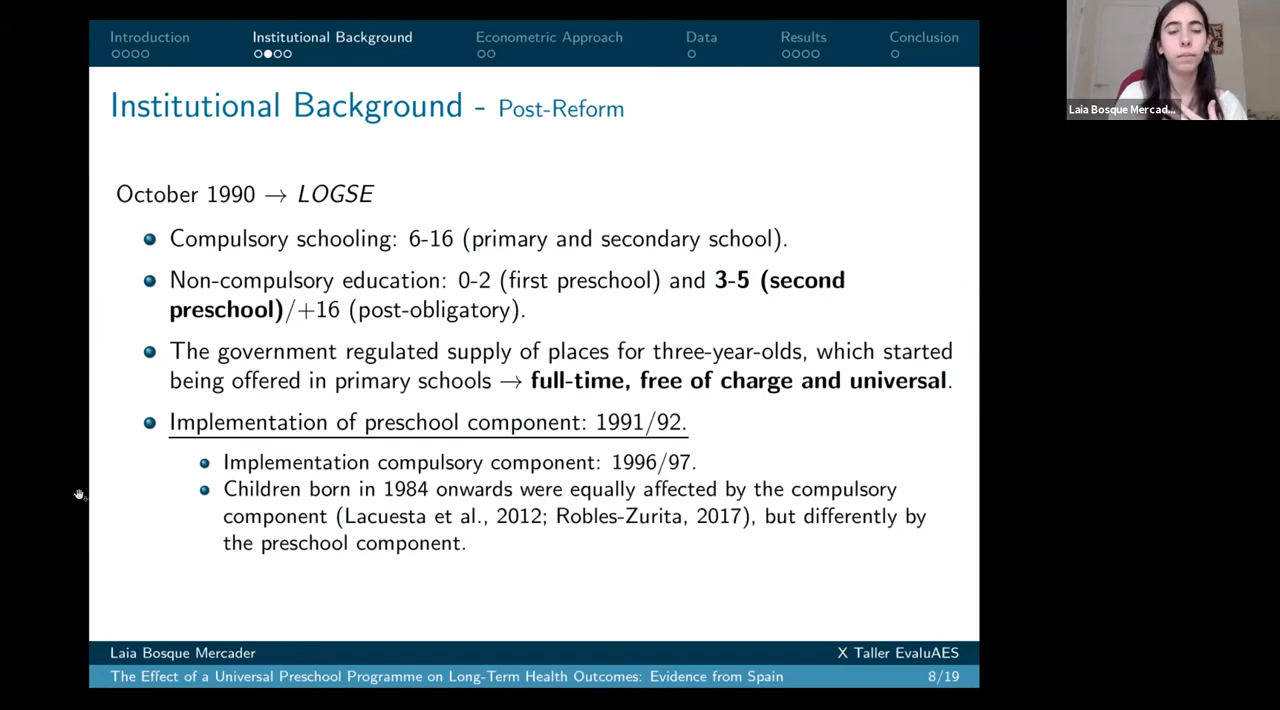 Introduction
Institutional Background
Econometric Approach
Data
Results
Conclusion
Institutional Background - Post-Reform
October 1990 → LOGSE
Compulsory schooling: 6-16 (primary and secondary school).
Non-compulsory education: 0-2 (first preschool) and 3-5 (second
preschool)/+16 (post-obligatory).
The government regulated supply of places for three-year-olds, which started
being offered in primary schools → full-time, free of charge and universal.
Implementation of preschool component: 1991/92.
Implementation compulsory component: 1996/97.
Children born in 1984 onwards were equally affected by the compulsory
component (Lacuesta et al., 2012; Robles-Zurita, 2017), but differently by
the preschool component.
Laia Bosque Mercader
X Taller EvaluAES
The Effect of a Universal Preschool Programme on Long-Term Health Outcomes: Evidence from Spain
8/19
Laia Bosque Mercad...